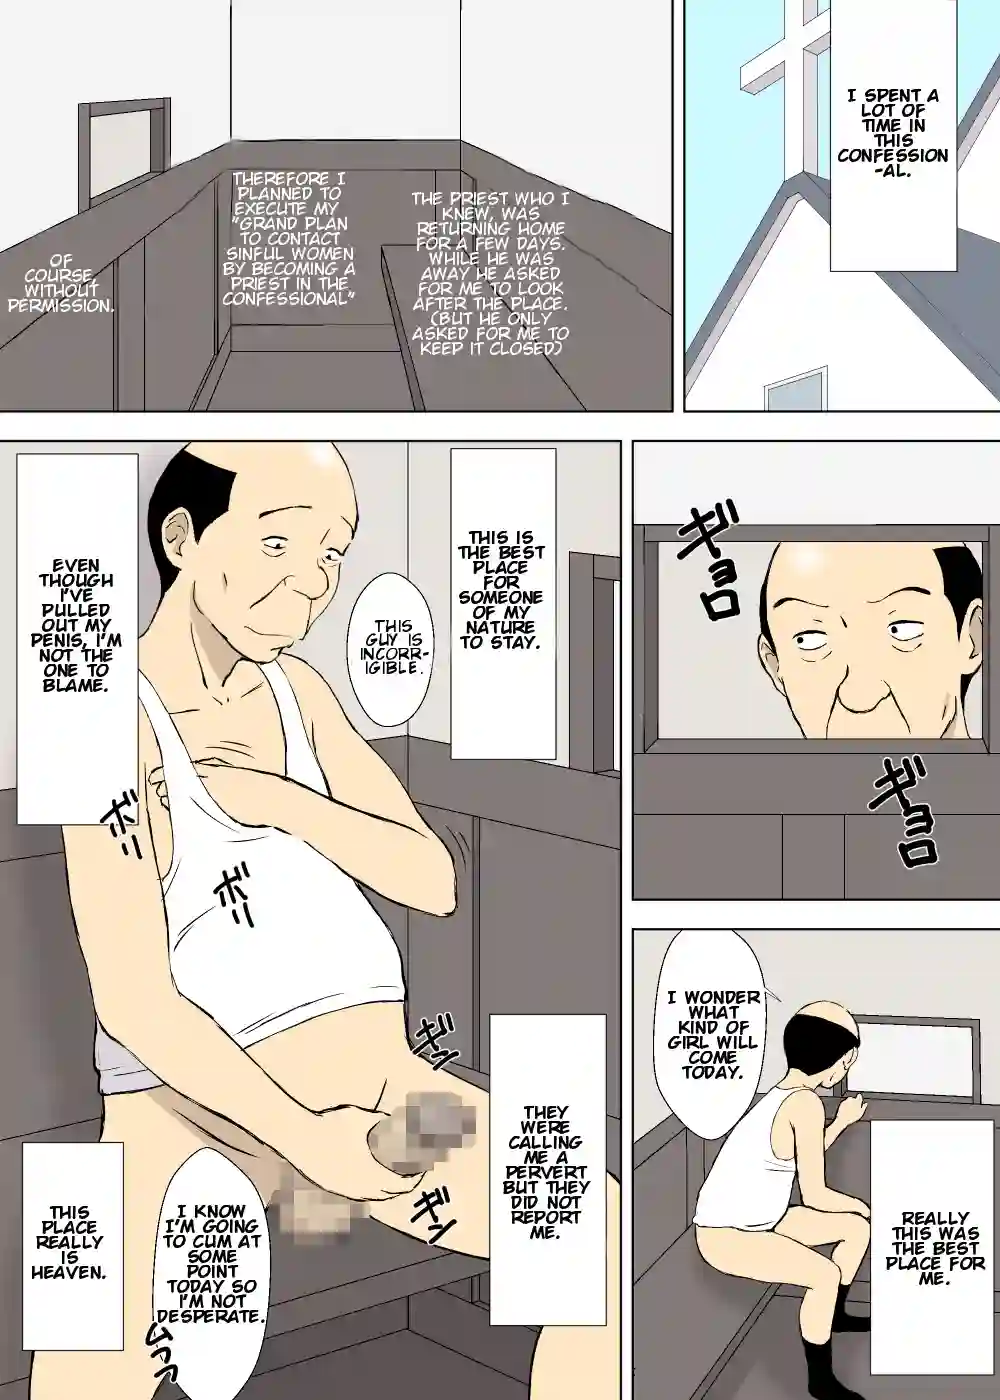 I SPENT A
LOT OF
TIME IN
THIS
CONFESSION
-AL.
THE PRIEST WHO I
KNEW, WAS
RETURNING HOME
FOR A FEW DAYS.
WHILE HE WAS
AWAY HE ASKED
FOR ME TO LOOK
AFTER THE PLACE.
(BUT HE ONLY
ASKED FOR ME TO
KEEP IT CLOSED)
THEREFORE I
PLANNED TO
EXECUTE MY
"GRAND PLAN
TO CONTACT
SINFUL WOMEN
BY BECOMING A
PRIEST IN THE
CONFESSIONAL"
OF
COURSE,
WITHOUT
PERMISSION.
ギョロ
ギョロ
THIS IS
THE BEST
PLACE
FOR
SOMEONE
OF MY
NATURE
TO STAY.
THIS
GUY IS
INCORR-
IGIBLE.
EVEN
THOUGH
I'VE
PULLED
OUT MY
PENIS, I'M
NOT THE
ONE TO
BLAME.
ボリ
ボリ
I WONDER
WHAT
KIND OF
GIRL WILL
COME
TODAY.
REALLY
THIS WAS
THE BEST
PLACE FOR
ME.
THEY
WERE
CALLING
ME A
PERVERT
BUT THEY
DID NOT
REPORT
ME.
ギン
ギン
I KNOW
I'M GOING
TO CUM AT
SOME
POINT
TODAY SO
I'M NOT
DESPERATE.
ムラァ
THIS
PLACE
REALLY
IS
HEAVEN.